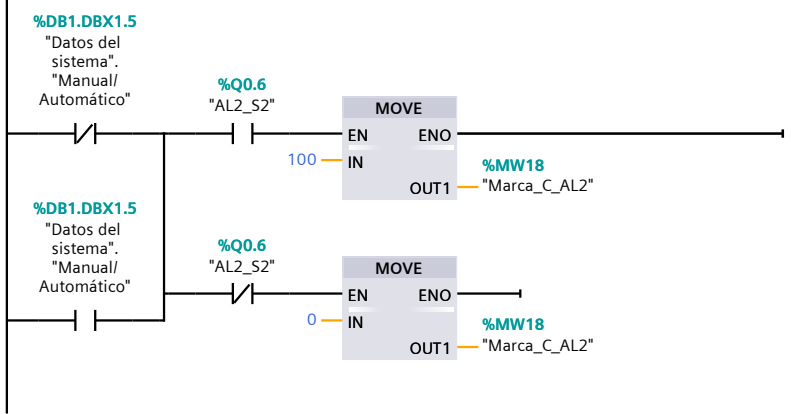 %DB1.DBX1.5
"Datos del
sistema".
"Manual/
Automático"
%Q0.6
"AL2_S2"
MOVE
EN ENO
100 IN
%MW18
OUT1 "Marca_C_AL2"
%DB1.DBX1.5
"Datos del
sistema".
"Manual/
Automático"
%Q0.6
"AL2_S2"
MOVE
EN ENO
0 IN
%MW18
OUT1 "Marca_C_AL2"